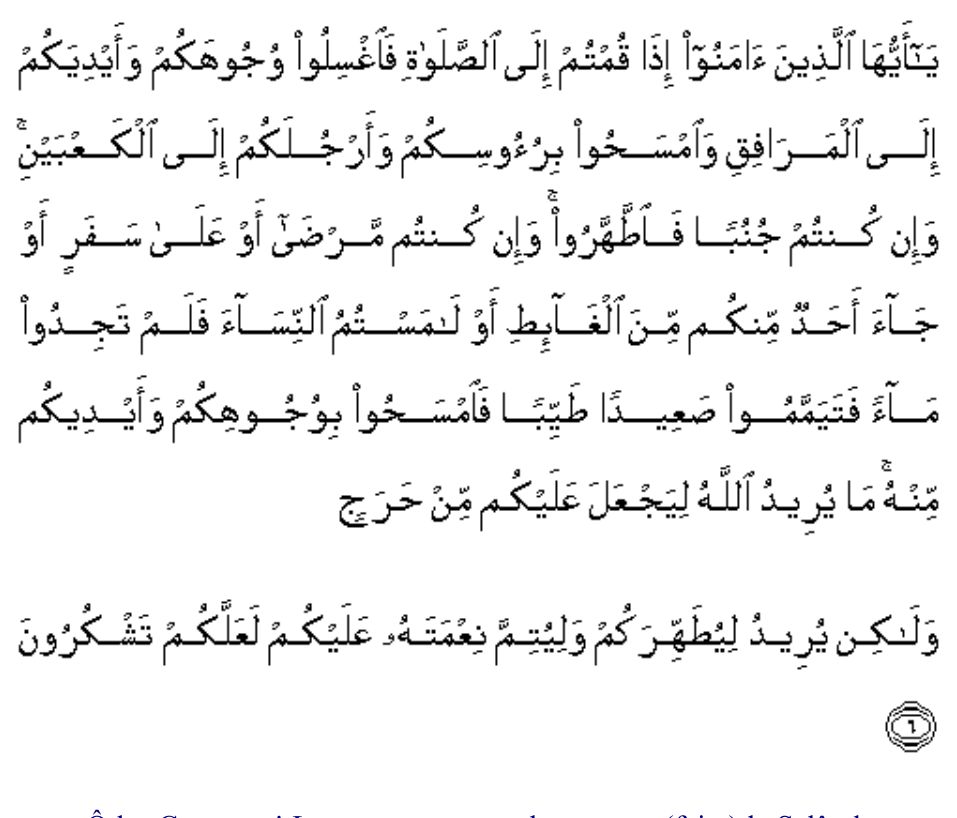 يَـٰٓأَيُّهَا ٱلَّذِينَ ءَامَنُوٓا۟ إِذَا قُمْتُمْ إِلَى ٱلصَّلَوٰةِ فَٱغْسِلُوا۟ وُجُوهَكُمْ وَأَيْدِيَكُمْ
إِلَى ٱلْمَرَافِقِ وَٱمْسَحُوا۟ بِرُءُوسِكُمْ وَأَرْجُلَكُمْ إِلَى ٱلْكَعْبَيْنِ ۚ
وَإِن كُنتُمْ جُنُبًا فَٱطَّهَّرُوا۟ ۚ وَإِن كُنتُم مَّرْضَىٰٓ أَوْ عَلَىٰ سَفَرٍ أَوْ
جَآءَ أَحَدٌ مِّنكُم مِّنَ ٱلْغَآئِطِ أَوْ لَـٰمَسْتُمُ ٱلنِّسَآءَ فَلَمْ تَجِدُوا۟
مَآءً فَتَيَمَّمُوا۟ صَعِيدًا طَيِّبًا فَٱمْسَحُوا۟ بِوُجُوهِكُمْ وَأَيْدِيكُم
مِّنْهُ ۚ مَا يُرِيدُ ٱللَّهُ لِيَجْعَلَ عَلَيْكُم مِّنْ حَرَجٍ
وَلَـٰكِن يُرِيدُ لِيُطَهِّرَكُمْ وَلِيُتِمَّ نِعْمَتَهُۥ عَلَيْكُمْ لَعَلَّكُمْ تَشْكُرُونَ
٦